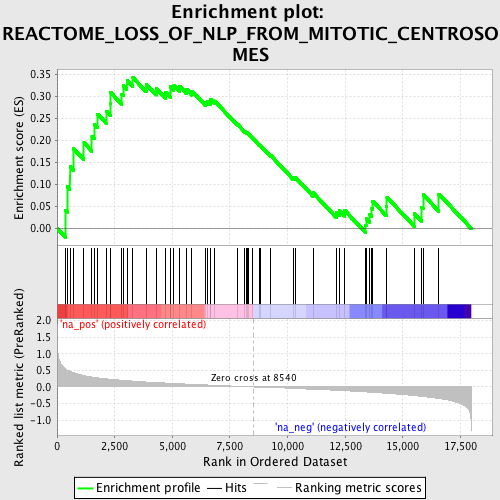 Enrichment plot:
REACTOME_LOSS_OF_NLP_FROM_MITOTIC_CENTROSO
MES
Enrichment score (ES)
0.35
0.30
0.25
0.20
0.15
0.10
0.05
0.00
'na_pos' (positively correlated)
Ranked list metric (PreRanked)
2.0
1.5
1.0
0.5
0.0
-0.5
-1.0
Zero cross at 8540
'na_neg' (negatively correlated)
0
2,500
5,000
7,500
10,000
12,500
15,000
17,500
Rank in Ordered Dataset
Enrichment profile
Hits
Ranking metric scores